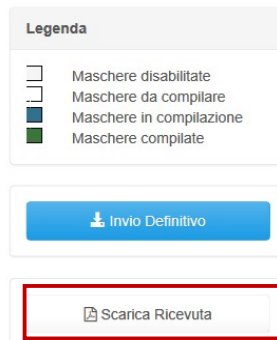 Legenda
Maschere disabilitate
Maschere da compilare
Maschere in compilazione
Maschere compilate
Invio Definitivo
Scarica Ricevuta